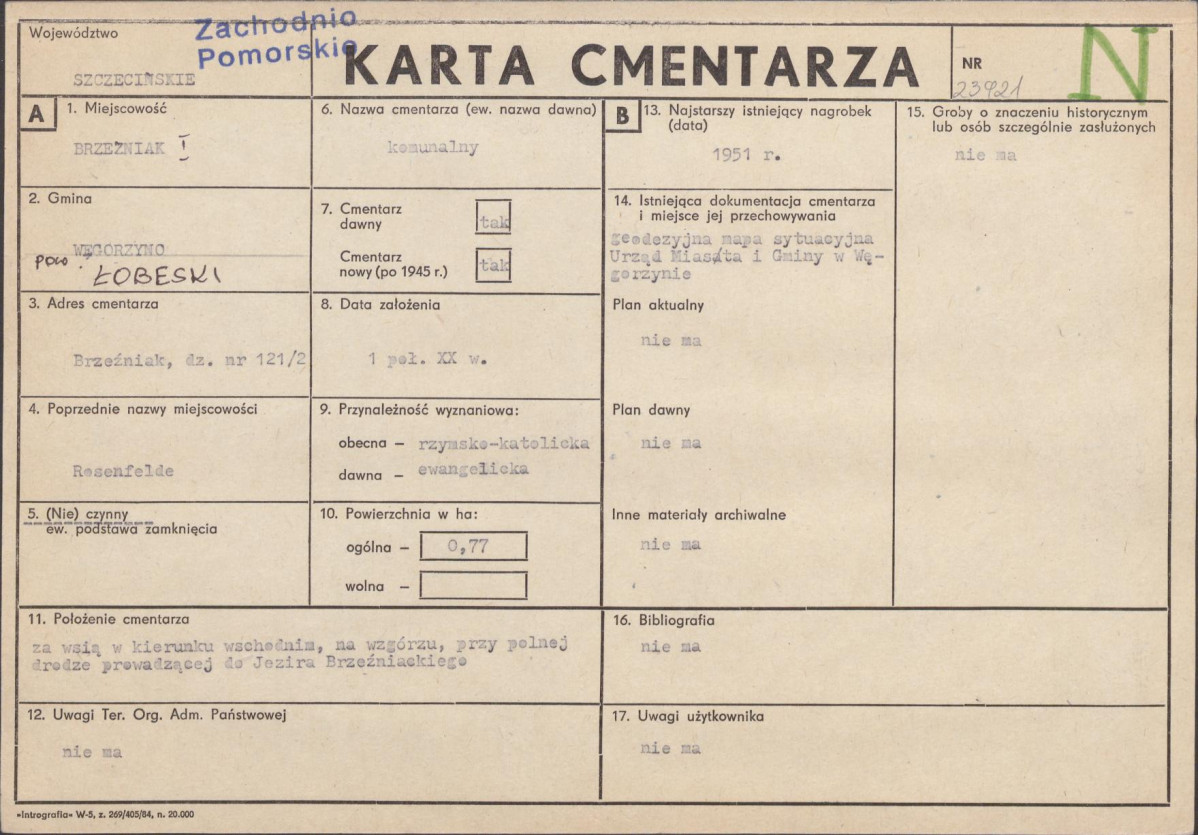 Województwo
Zachodnio
Pomorskie
SZCZECIŃSKIE
KARTA CMENTARZA
NR
23921
N
A
1. Miejscowość
BRZEŹNIAK I
2. Gmina
WĘGORZYNO
pow. ŁOBESKI
3. Adres cmentarza
Brzeźniak, dz. nr 121/2
4. Poprzednie nazwy miejscowości
Rosenfelde
5. (Nie) czynny
ew. podstawa zamknięcia
6. Nazwa cmentarza (ew. nazwa dawna)
komunalny
7. Cmentarz
dawny
tak
Cmentarz
nowy (po 1945 r.)
tak
8. Data założenia
1 poł. XX w.
9. Przynależność wyznaniowa:
obecna – rzymsko-katolicka
dawna – ewangelicka
10. Powierzchnia w ha:
ogólna – 0,77
wolna –
11. Położenie cmentarza
za wsią w kierunku wschodnim, na wzgórzu, przy polnej
drodze prowadzącej do Jezira Brzeźniackiego
12. Uwagi Ter. Org. Adm. Państwowej
nie ma
B
13. Najstarszy istniejący nagrobek
(data)
1951 r.
14. Istniejąca dokumentacja cmentarza
i miejsce jej przechowywania
geodezyjna mapa sytuacyjna
Urząd Miasta i Gminy w Wę-
gorzynie
Plan aktualny
nie ma
Plan dawny
nie ma
Inne materiały archiwalne
nie ma
15. Groby o znaczeniu historycznym
lub osób szczególnie zasłużonych
nie ma
16. Bibliografia
nie ma
17. Uwagi użytkownika
nie ma
»Intrografia« W-5, z. 269/405/84, n. 20.000